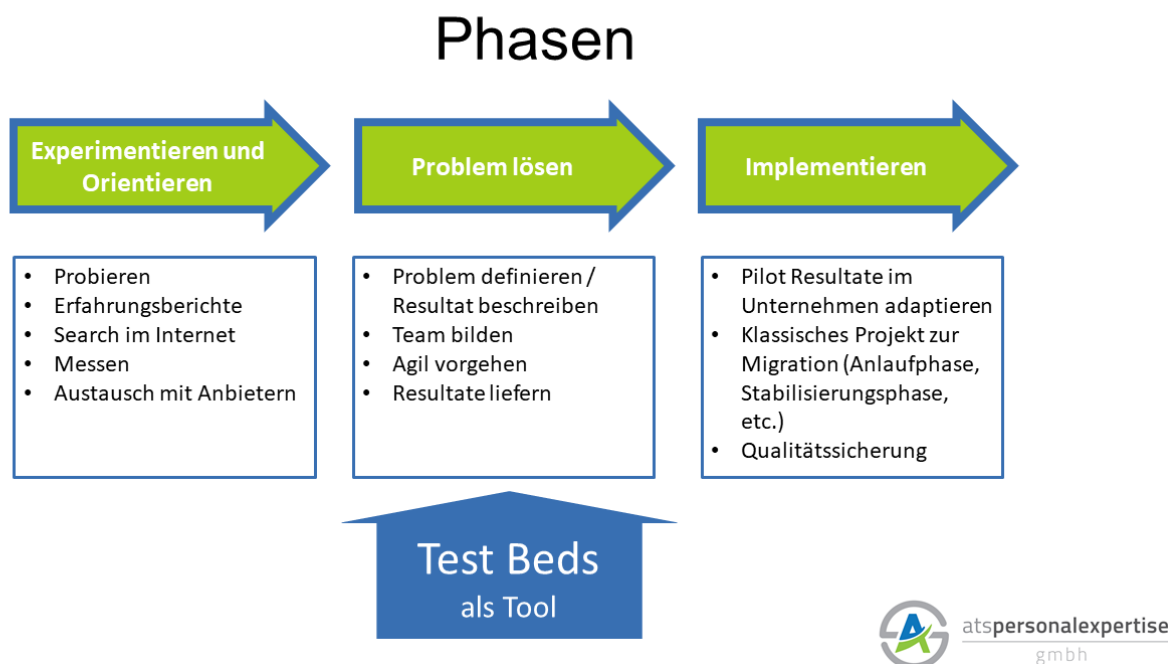 Phasen
Experimentieren und
Orientieren
• Probieren
• Erfahrungsberichte
• Search im Internet
• Messen
• Austausch mit Anbietern
Problem lösen
• Problem definieren /
Resultat beschreiben
• Team bilden
• Agil vorgehen
• Resultate liefern
Implementieren
• Pilot Resultate im
Unternehmen adaptieren
• Klassisches Projekt zur
Migration (Anlaufphase,
Stabilisierungsphase,
etc.)
• Qualitätssicherung
Test Beds
als Tool
atspersonalexpertise
gmbh